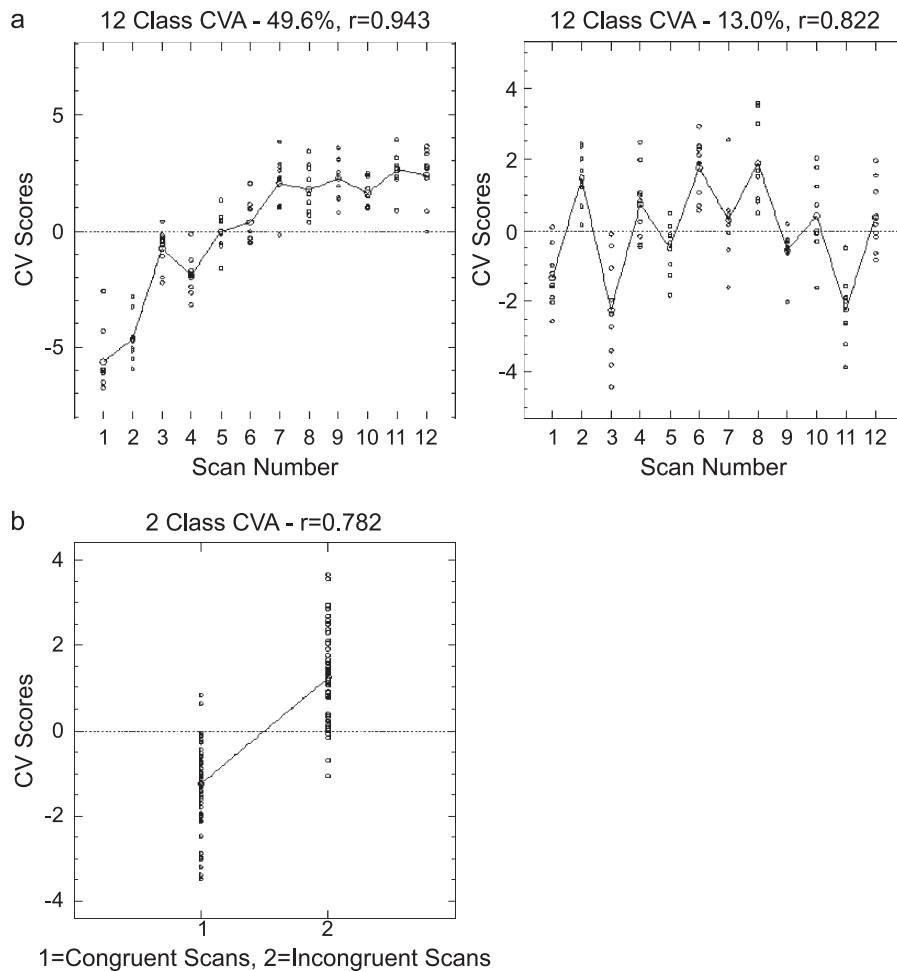 a
12 Class CVA - 49.6%, r=0.943
12 Class CVA - 13.0%, r=0.822
CV Scores
5
0
-5
1 2 3 4 5 6 7 8 9 10 11 12
Scan Number
CV Scores
4
2
0
-2
-4
1 2 3 4 5 6 7 8 9 10 11 12
Scan Number
b
2 Class CVA - r=0.782
CV Scores
4
2
0
-2
-4
1 2
1=Congruent Scans, 2=Incongruent Scans